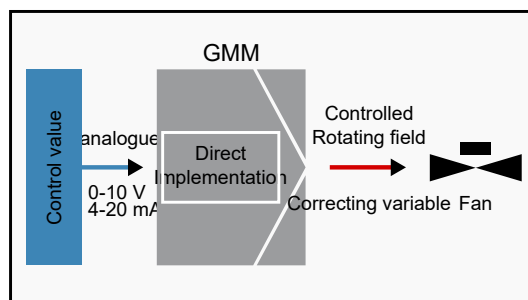 GMM
Control value
analogue
0-10 V
4-20 mA
Direct
Implementation
Controlled
Rotating field
Correcting variable
Fan